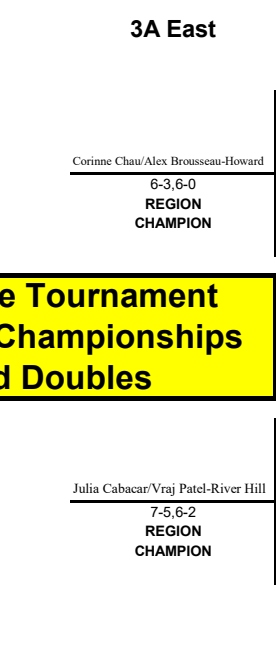 3A East
Corinne Chau/Alex Brousseau-Howard
6-3,6-0
REGION
CHAMPION
e Tournament
Championships
d Doubles
Julia Cabacar/Vraj Patel-River Hill
7-5,6-2
REGION
CHAMPION